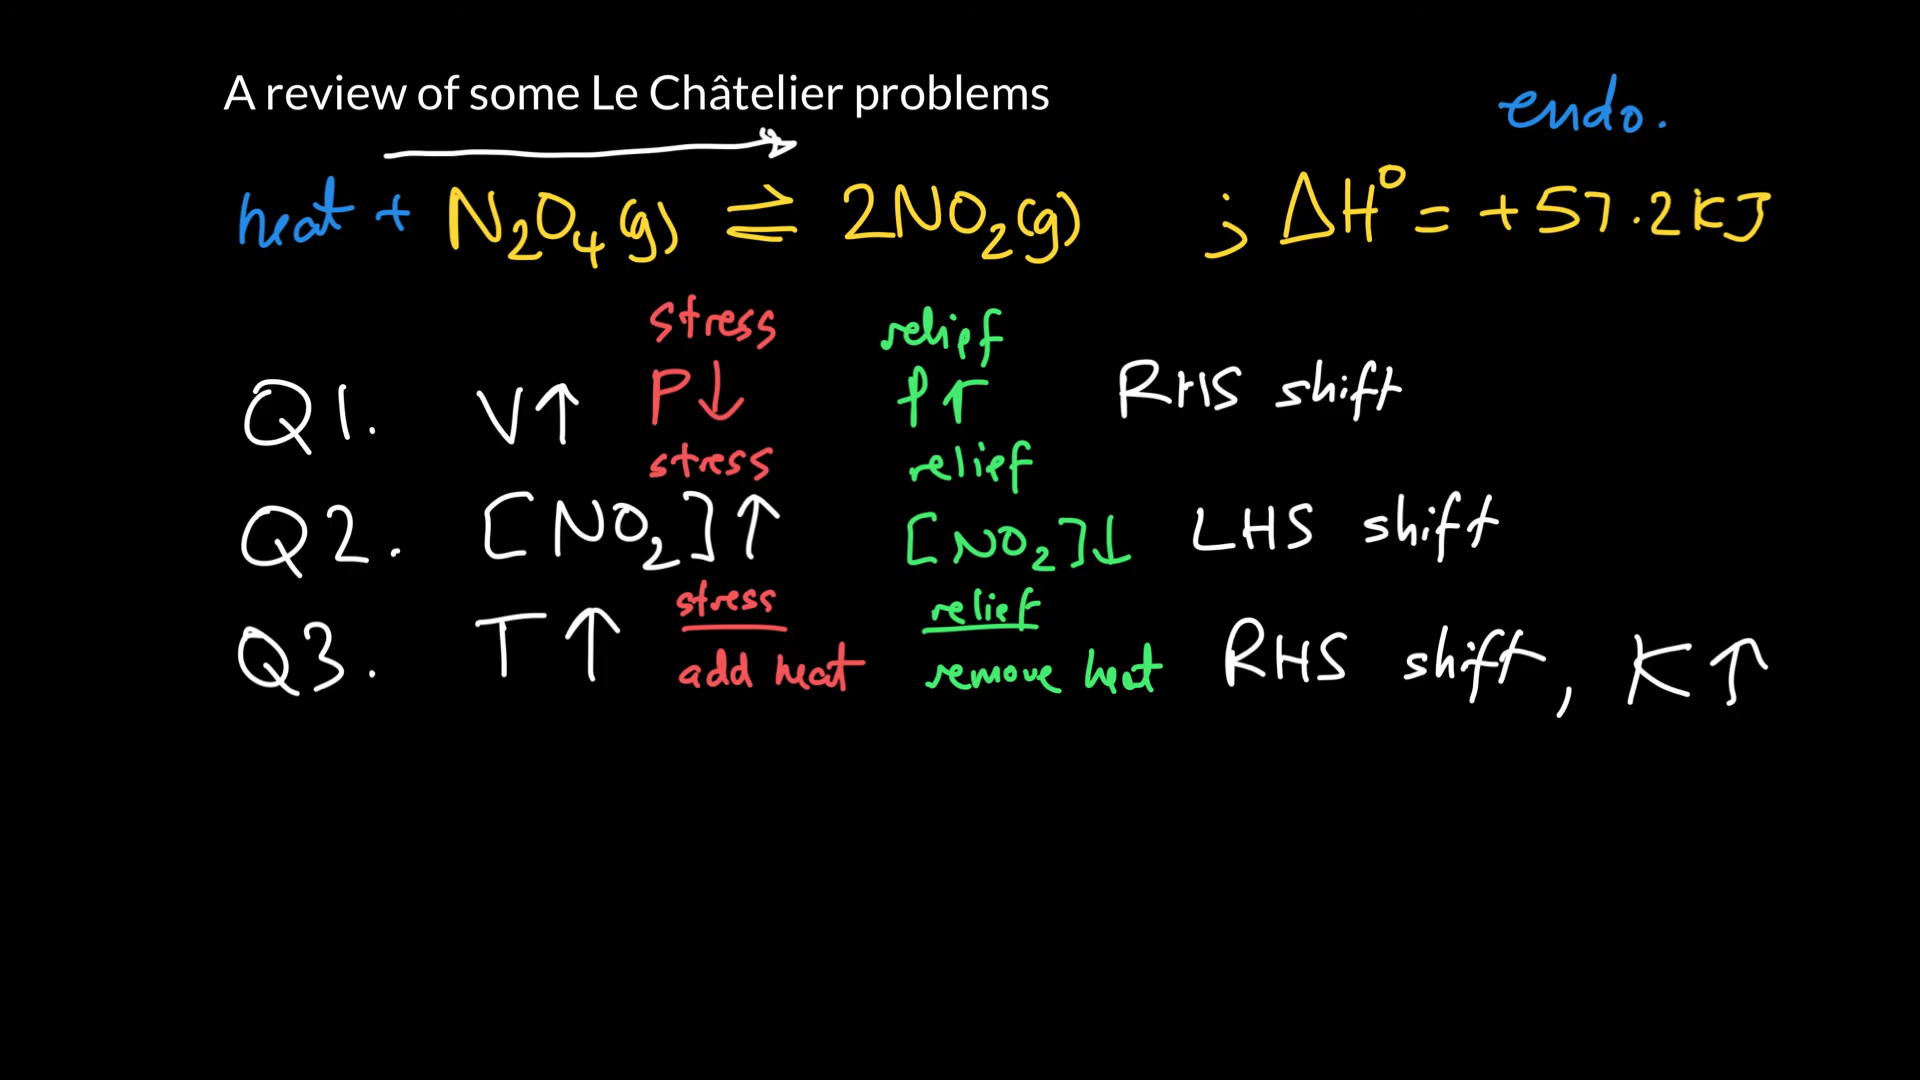 A review of some Le Châtelier problems
endo.
heat + N₂O₄(g) ⇌ 2NO₂(g) ; ΔH⁰ = +57.2KJ
stress relief
Q1. V↑ P↓ P↑ RHS shift
stress relief
Q2. [NO₂]↑ [NO₂]↓ LHS shift
stress relief
Q3. T↑ add heat remove heat RHS shift, K↑